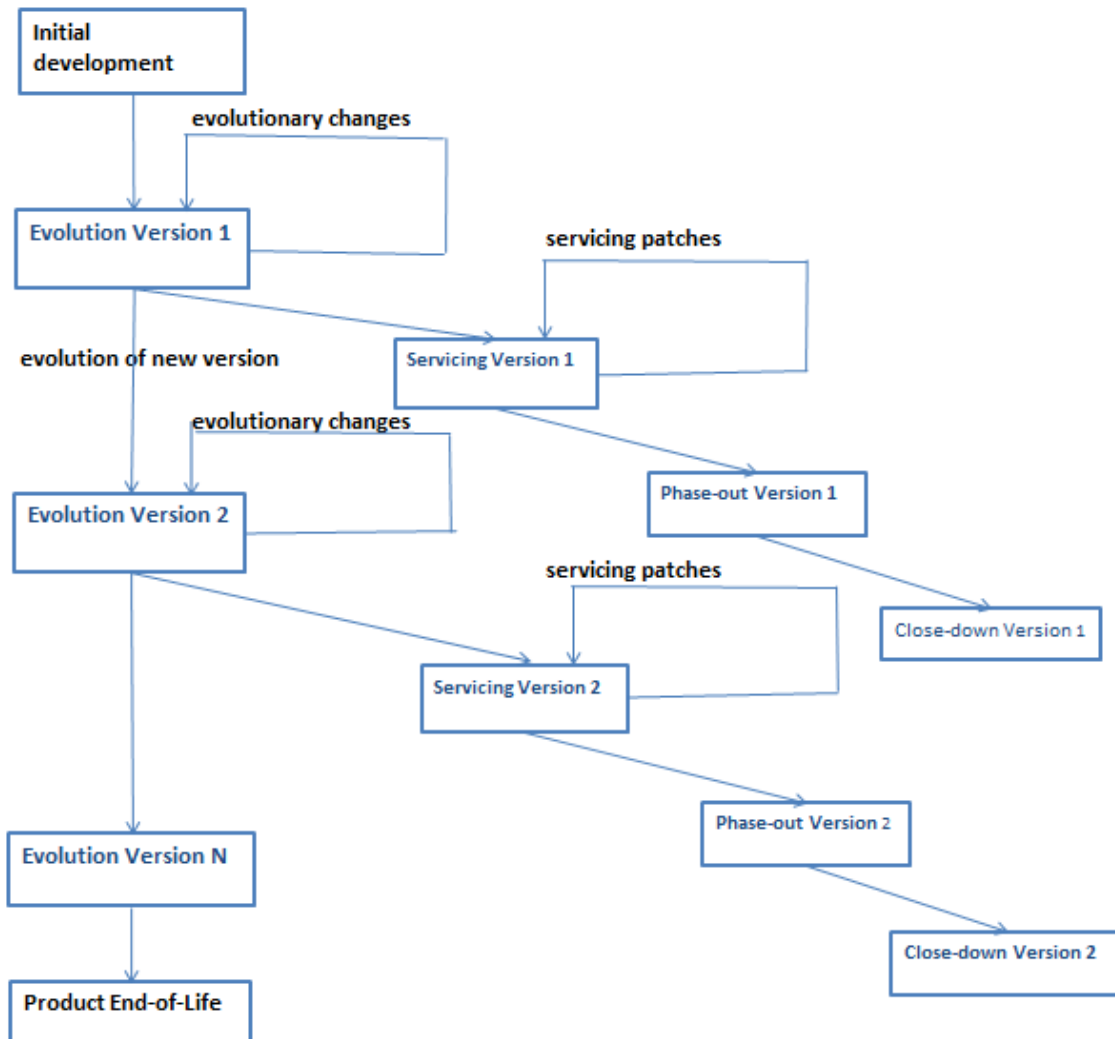 Initial
development
evolutionary changes
Evolution Version 1
servicing patches
evolution of new version
Servicing Version 1
evolutionary changes
Phase-out Version 1
Evolution Version 2
servicing patches
Close-down Version 1
Servicing Version 2
Phase-out Version 2
Evolution Version N
Close-down Version 2
Product End-of-Life